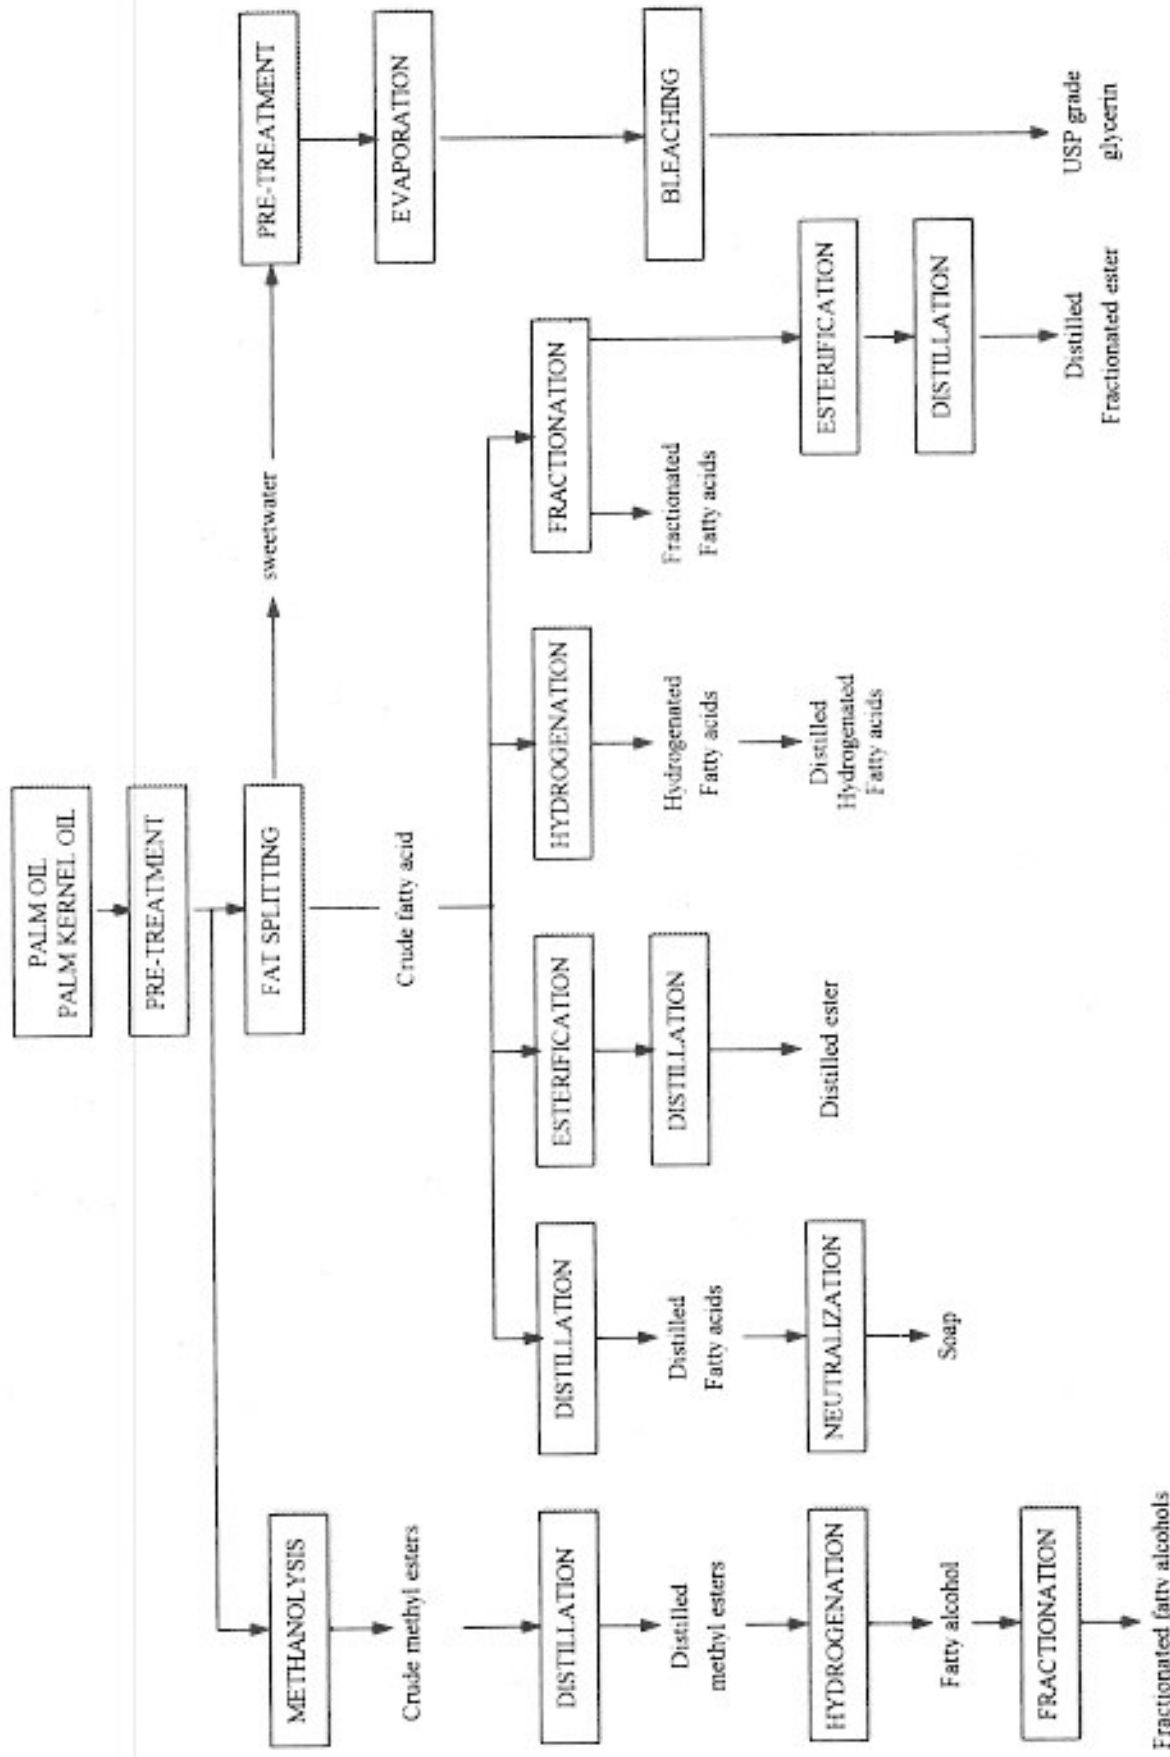 PALM OIL
PALM KERNEL OIL
PRE-TREATMENT
FAT SPLITTING
sweetwater
PRE-TREATMENT
EVAPORATION
BLEACHING
USP grade
glycerin
METHANOLYSIS
Crude methyl esters
DISTILLATION
Distilled
methyl esters
HYDROGENATION
Fatty alcohol
FRACTIONATION
Fractionated fatty alcohols
Crude fatty acid
DISTILLATION
Distilled
Fatty acids
NEUTRALIZATION
Soap
ESTERIFICATION
DISTILLATION
Distilled ester
HYDROGENATION
Hydrogenated
Fatty acids
Distilled
Hydrogenated
Fatty acids
FRACTIONATION
Fractionated
Fatty acids
ESTERIFICATION
DISTILLATION
Distilled
Fractionated ester